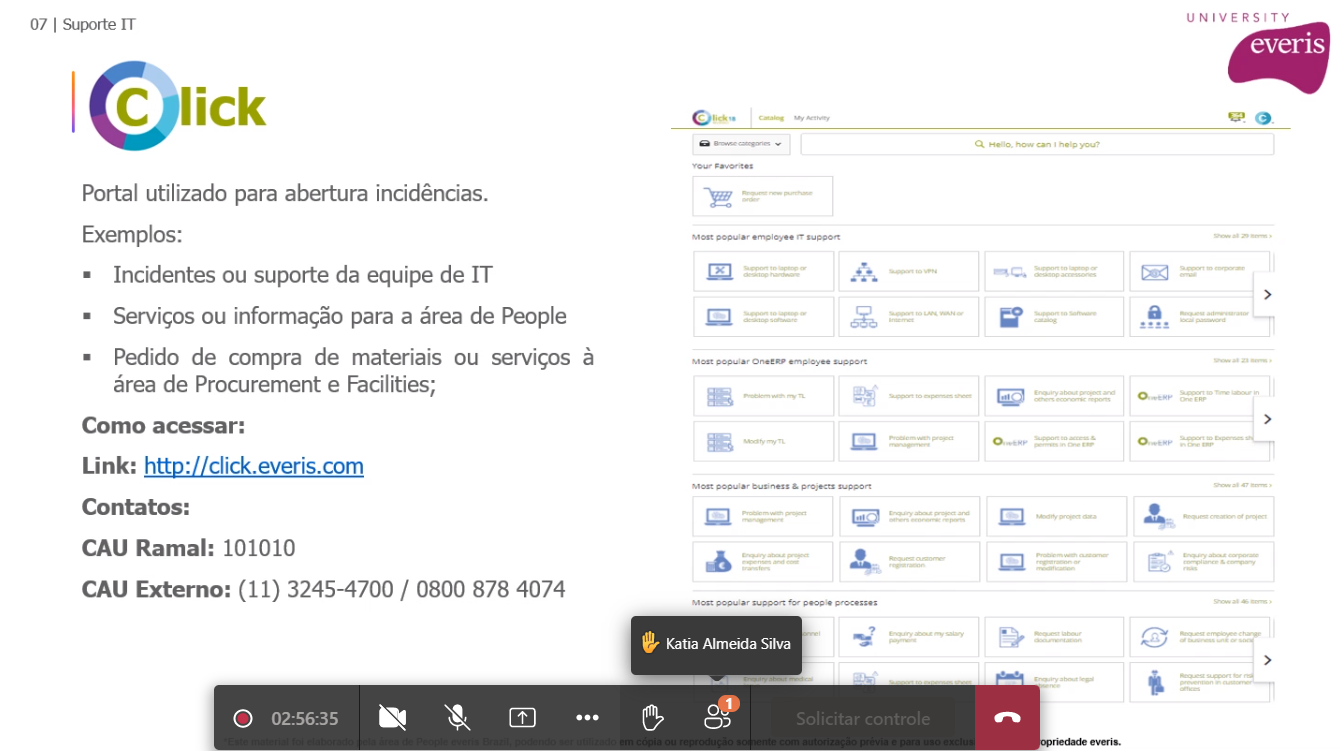 07 | Suporte IT
UNIVERSITY
everis
Click
Portal utilizado para abertura incidências.
Exemplos:
▪ Incidentes ou suporte da equipe de IT
▪ Serviços ou informação para a área de People
▪ Pedido de compra de materiais ou serviços à
área de Procurement e Facilities;
Como acessar:
Link: http://click.everis.com
Contatos:
CAU Ramal: 101010
CAU Externo: (11) 3245-4700 / 0800 878 4074
Click18 Catalog My Activity
Browse categories
Hello, how can I help you?
Your Favorites
Request new purchase
order
Most popular employee IT support
Show all 29 items ›
Support to laptop or
desktop hardware
Support to VPN
Support to laptop or
desktop accessories
Support to corporate
email
Support to laptop or
desktop software
Support to LAN, WAN or
Internet
Support to Software
catalog
Request administrator
local password
Most popular OneERP employee support
Show all 23 items ›
Problem with my TL
Support to expenses sheet
Enquiry about project and
others economic reports
OneERP
Support to Time labour in
One ERP
Modify my TL
Problem with project
management
OneERP
Support to access &
permits in One ERP
OneERP
Support to Expenses sh
in One ERP
Most popular business & projects support
Show all 47 items ›
Problem with project
management
Enquiry about project and
others economic reports
Modify project data
Request creation of project
Enquiry about project
expenses and cost
transfers
Request customer
registration
Problem with customer
registration or
modification
Enquiry about corporate
compliance & company
risks
Most popular support for people processes
Show all 46 items ›
Enquiry about my salary
payment
Request labour
documentation
Request employee change
of business unit or
Enquiry about medical
Support to expenses sheet
Enquiry about legal
Request support for
prevention in customer
offices
Katia Almeida Silva
02:56:35
1
Solicitar controle
*Este material foi elaborado pela área de People everis Brazil, podendo ser utilizado em cópia ou reprodução somente com autorização prévia e para uso exclus
opriedade everis.